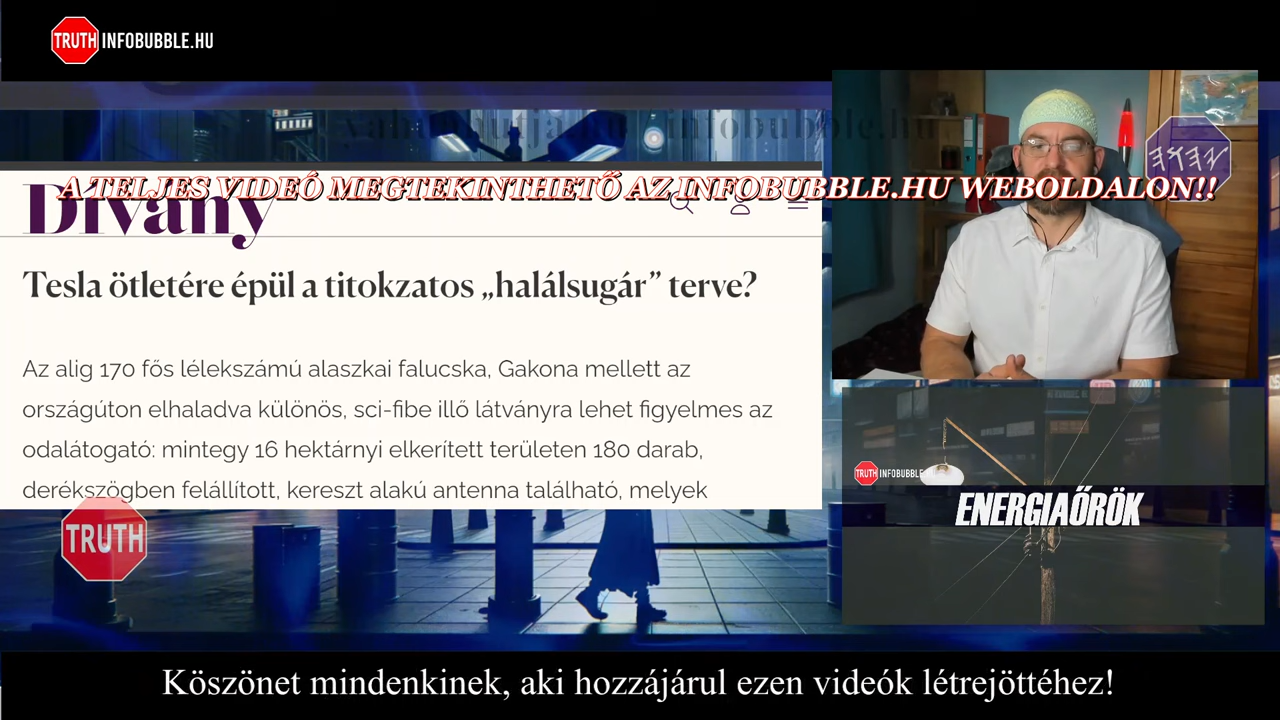 TRUTH INFOBUBBLE.HU
A TELJES VIDEÓ MEGTEKINTHETŐ AZ INFOBUBBLE.HU WEBOLDALON!!
Dívány
Tesla ötletére épül a titokzatos „halálsugár” terve?
Az alig 170 fős lélekszámú alaszkai falucska, Gakona mellett az
országúton elhaladva különös, sci-fibe illő látványra lehet figyelmes az
odalátogató: mintegy 16 hektárnyi elkerített területen 180 darab,
derékszögben felállított, kereszt alakú antenna található, melyek
TRUTH INFOBUBBLE.HU
ENERGIAŐRÖK
TRUTH
Köszönet mindenkinek, aki hozzájárul ezen videók létrejöttéhez!